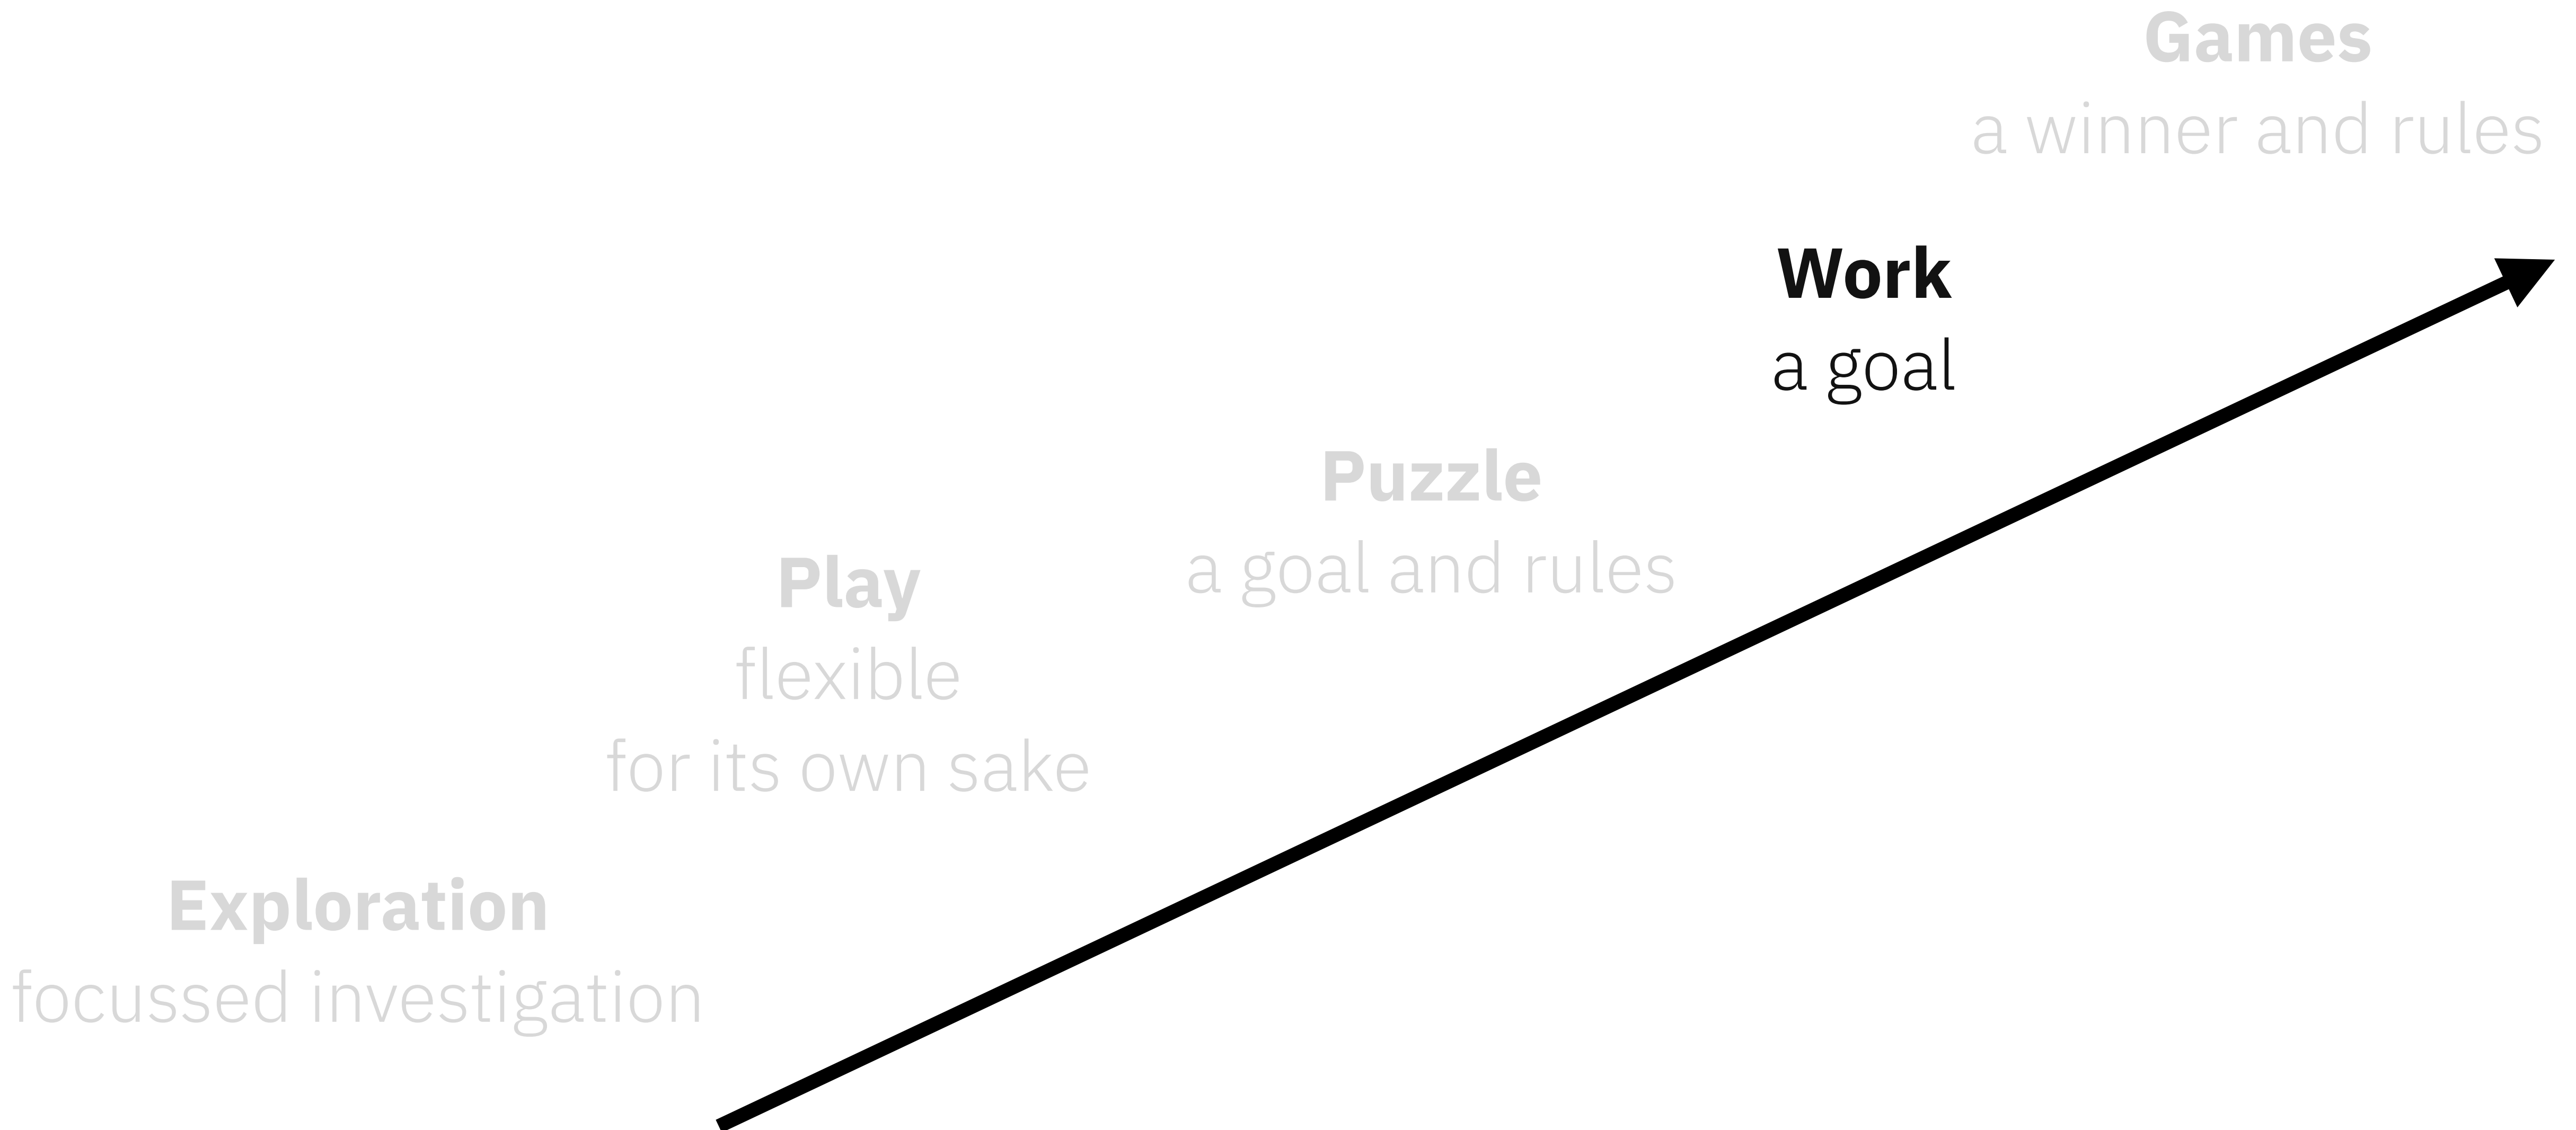 Games
a winner and rules
Work
a goal
Puzzle
a goal and rules
Play
flexible
for its own sake
Exploration
focussed investigation